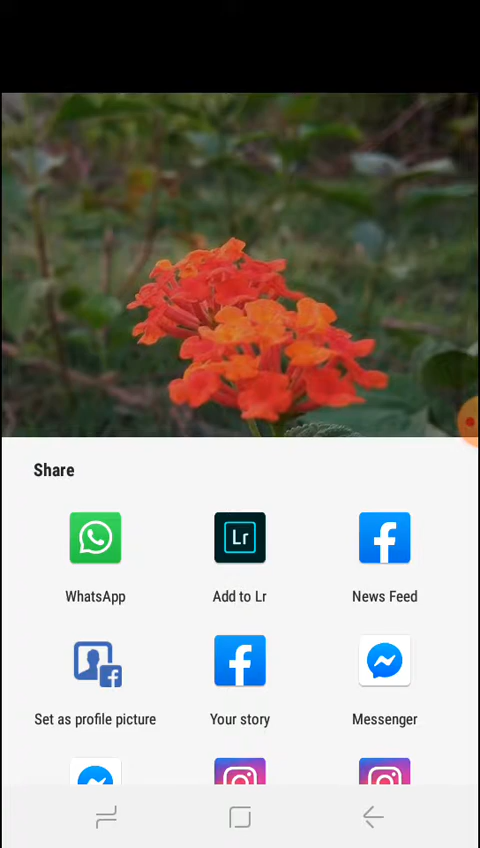 Share
Lr
WhatsApp
Add to Lr
News Feed
Set as profile picture
Your story
Messenger